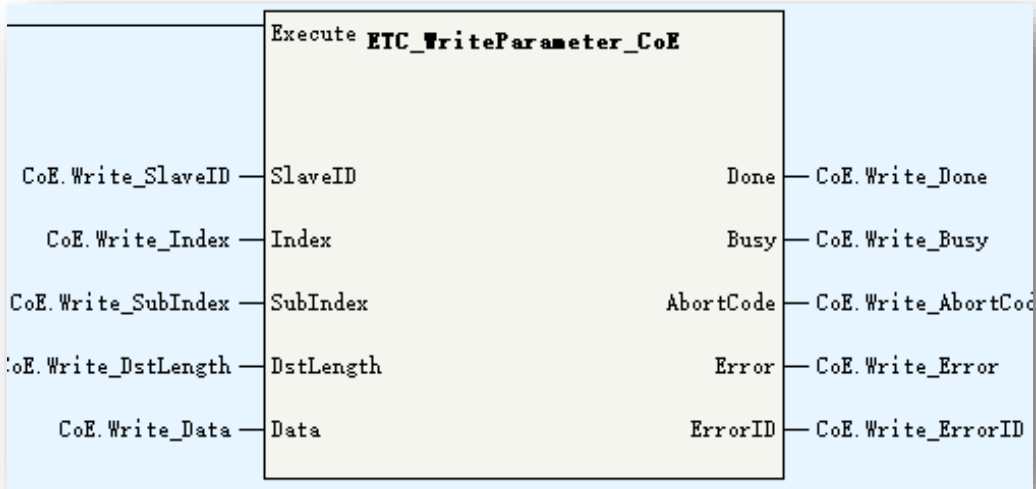 Execute ETC_WriteParameter_CoE
CoE.Write_SlaveID SlaveID Done CoE.Write_Done
CoE.Write_Index Index Busy CoE.Write_Busy
CoE.Write_SubIndex SubIndex AbortCode CoE.Write_AbortCod
oE.Write_DstLength DstLength Error CoE.Write_Error
CoE.Write_Data Data ErrorID CoE.Write_ErrorID